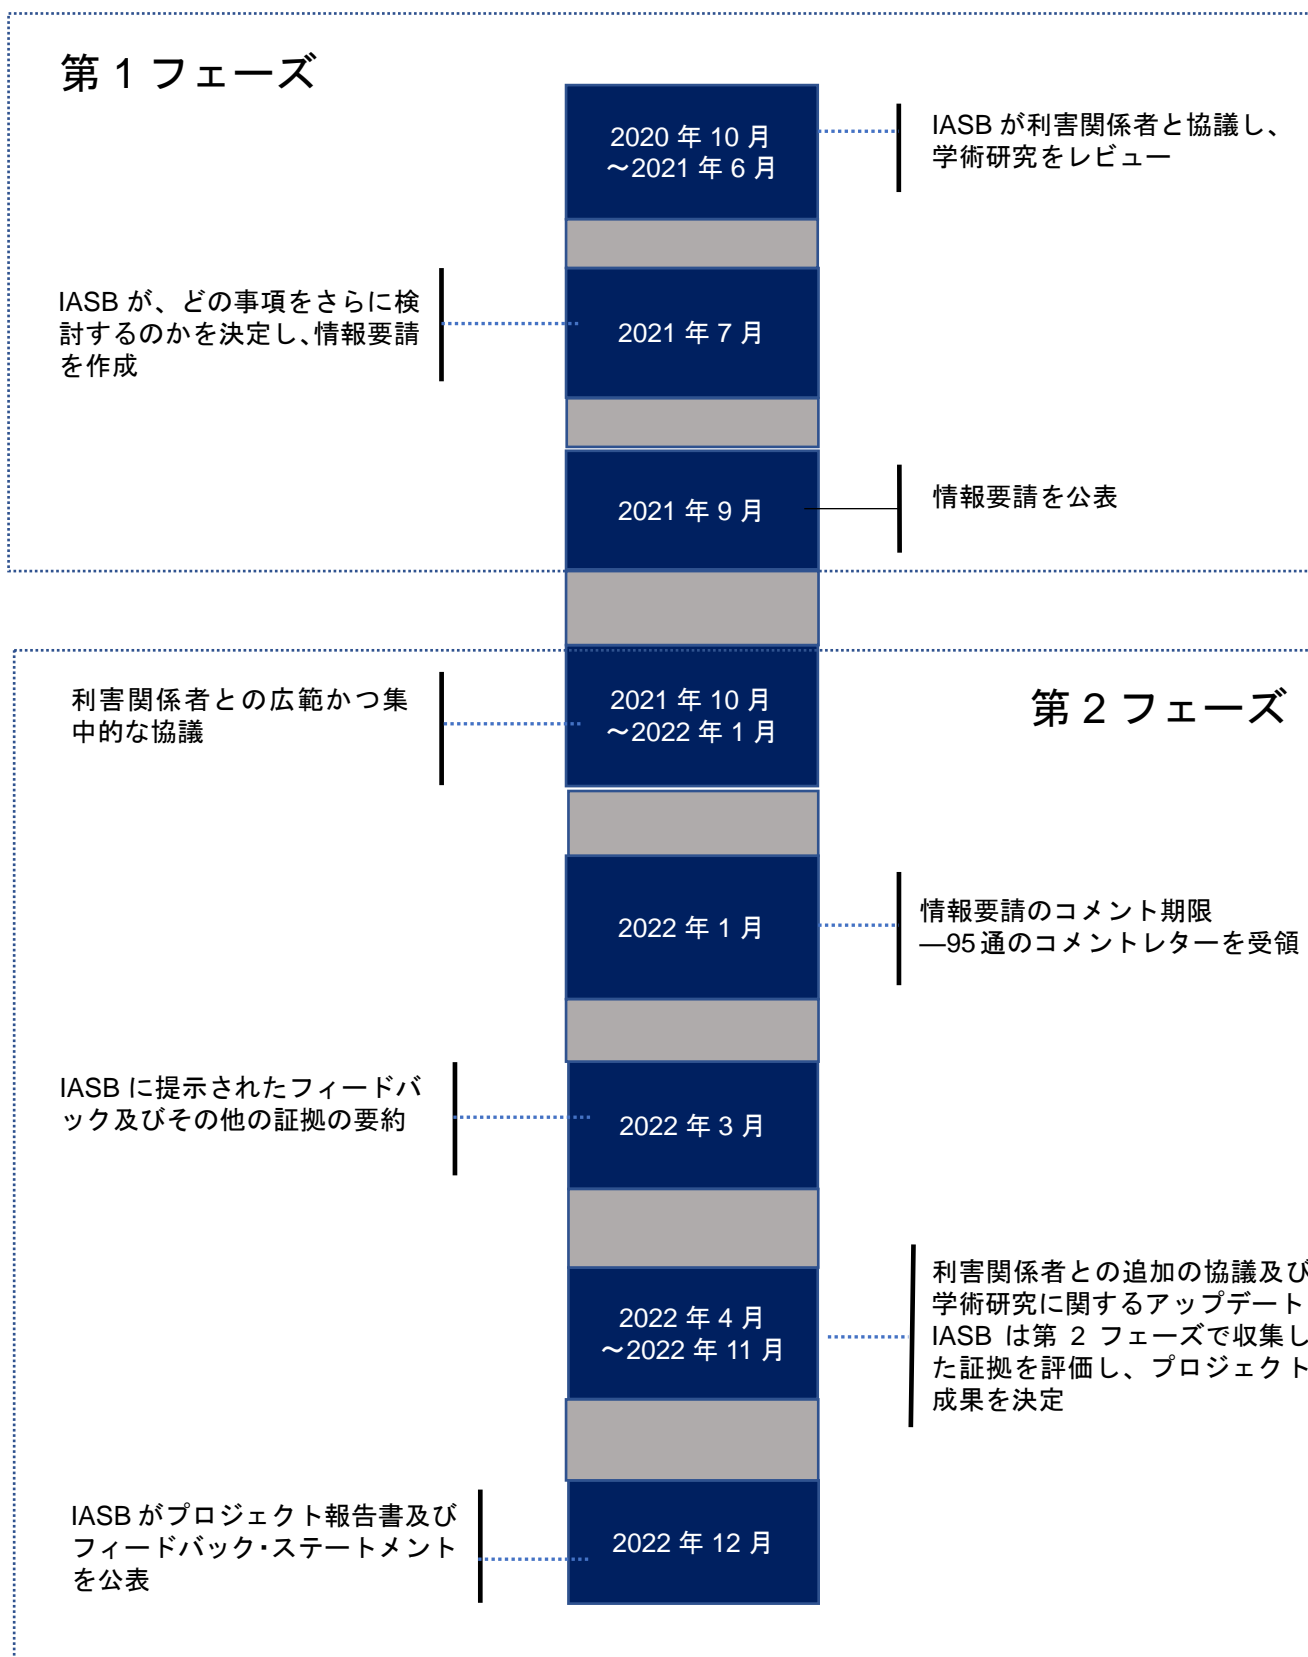 第 1 フェーズ
2020 年 10 月
～2021 年 6 月
IASB が利害関係者と協議し、
学術研究をレビュー
IASB が、どの事項をさらに検
討するのかを決定し、情報要請
を作成
2021 年 7 月
2021 年 9 月
情報要請を公表
第 2 フェーズ
利害関係者との広範かつ集
中的な協議
2021 年 10 月
～2022 年 1 月
2022 年 1 月
情報要請のコメント期限
—95 通のコメントレターを受領
IASB に提示されたフィードバ
ック及びその他の証拠の要約
2022 年 3 月
2022 年 4 月
～2022 年 11 月
利害関係者との追加の協議及び
学術研究に関するアップデート
IASB は第 2 フェーズで収集し
た証拠を評価し、プロジェクト
成果を決定
IASB がプロジェクト報告書及び
フィードバック・ステートメント
を公表
2022 年 12 月